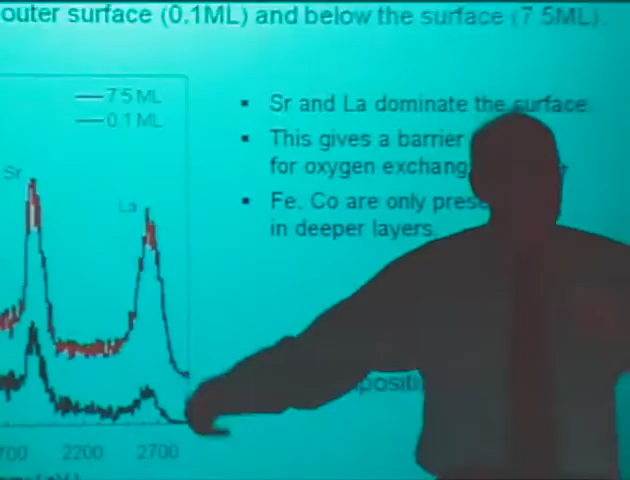 outer surface (0.1ML) and below the surface (7.5ML).
7.5 ML
0.1 ML
Sr
La
Sr and La dominate the surface
This gives a barrier
for oxygen exchang
Fe, Co are only prese
in deeper layers.
positi
700 2200 2700